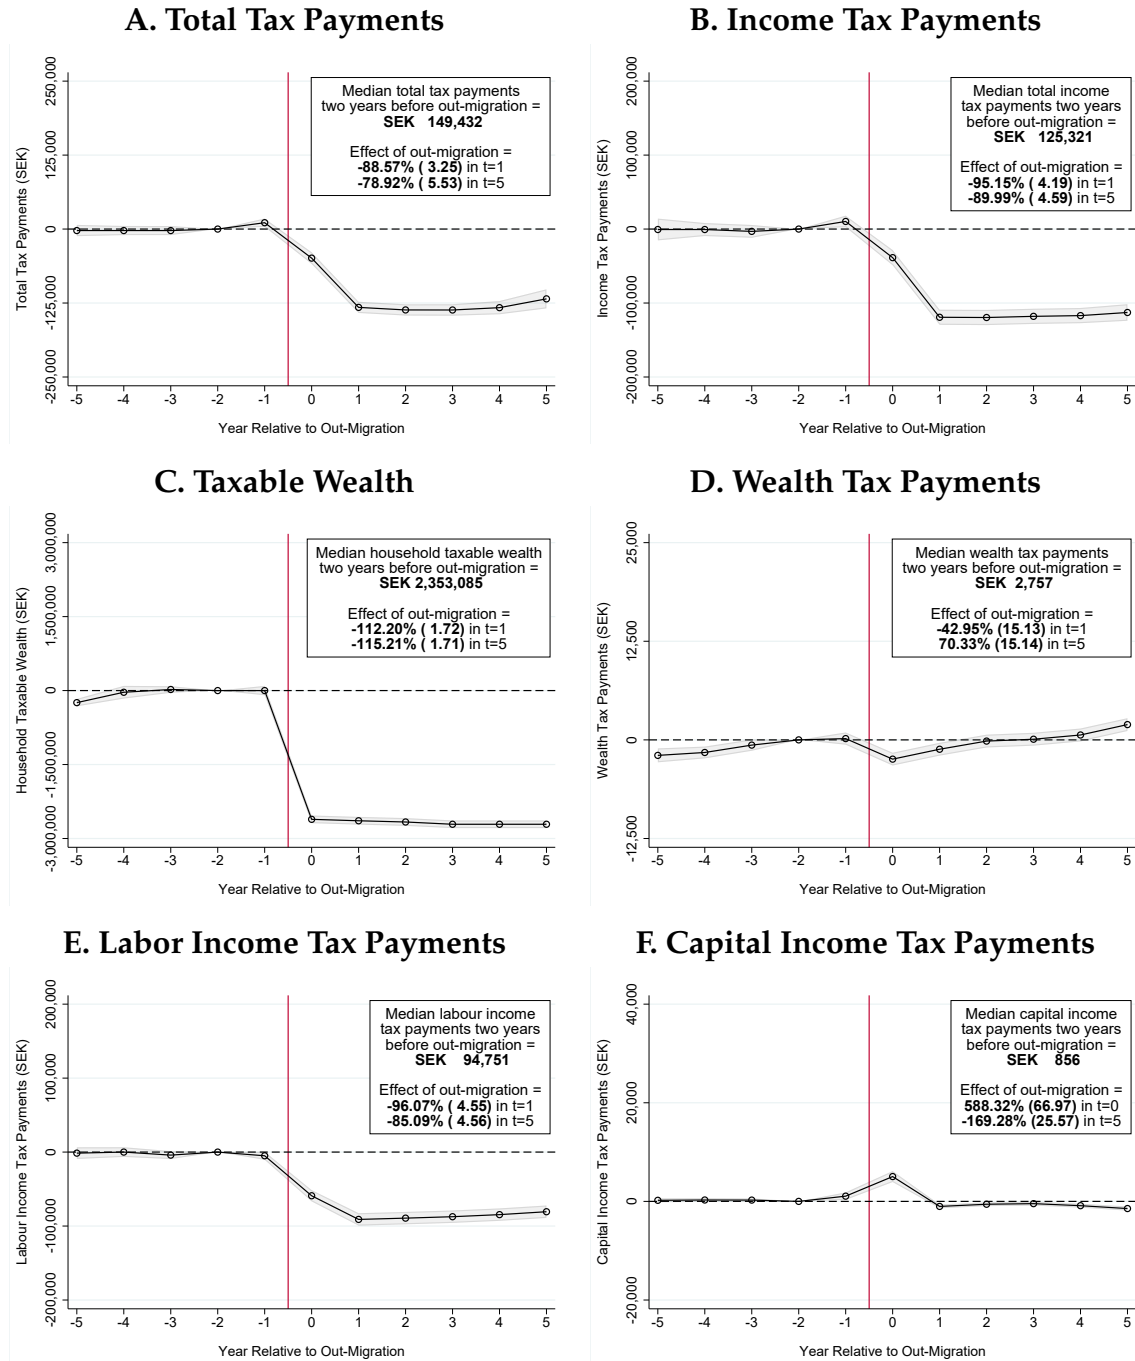 A. Total Tax Payments
250,000
125,000
0
-125,000
-250,000
Total Tax Payments (SEK)
Median total tax payments
two years before out-migration =
SEK 149,432
Effect of out-migration =
-88.57% ( 3.25) in t=1
-78.92% ( 5.53) in t=5
-5 -4 -3 -2 -1 0 1 2 3 4 5
Year Relative to Out-Migration
B. Income Tax Payments
200,000
100,000
0
-100,000
-200,000
Income Tax Payments (SEK)
Median total income
tax payments two years
before out-migration =
SEK 125,321
Effect of out-migration =
-95.15% ( 4.19) in t=1
-89.99% ( 4.59) in t=5
-5 -4 -3 -2 -1 0 1 2 3 4 5
Year Relative to Out-Migration
C. Taxable Wealth
3,000,000
1,500,000
0
-1,500,000
-3,000,000
Household Taxable Wealth (SEK)
Median household taxable wealth
two years before out-migration =
SEK 2,353,085
Effect of out-migration =
-112.20% ( 1.72) in t=1
-115.21% ( 1.71) in t=5
-5 -4 -3 -2 -1 0 1 2 3 4 5
Year Relative to Out-Migration
D. Wealth Tax Payments
25,000
12,500
0
-12,500
Wealth Tax Payments (SEK)
Median wealth tax payments
two years before out-migration =
SEK 2,757
Effect of out-migration =
-42.95% (15.13) in t=1
70.33% (15.14) in t=5
-5 -4 -3 -2 -1 0 1 2 3 4 5
Year Relative to Out-Migration
E. Labor Income Tax Payments
200,000
100,000
0
-100,000
-200,000
Labour Income Tax Payments (SEK)
Median labour income
tax payments two years
before out-migration =
SEK 94,751
Effect of out-migration =
-96.07% ( 4.55) in t=1
-85.09% ( 4.56) in t=5
-5 -4 -3 -2 -1 0 1 2 3 4 5
Year Relative to Out-Migration
F. Capital Income Tax Payments
40,000
20,000
0
-20,000
Capital Income Tax Payments (SEK)
Median capital income
tax payments two years
before out-migration =
SEK 856
Effect of out-migration =
588.32% (66.97) in t=0
-169.28% (25.57) in t=5
-5 -4 -3 -2 -1 0 1 2 3 4 5
Year Relative to Out-Migration